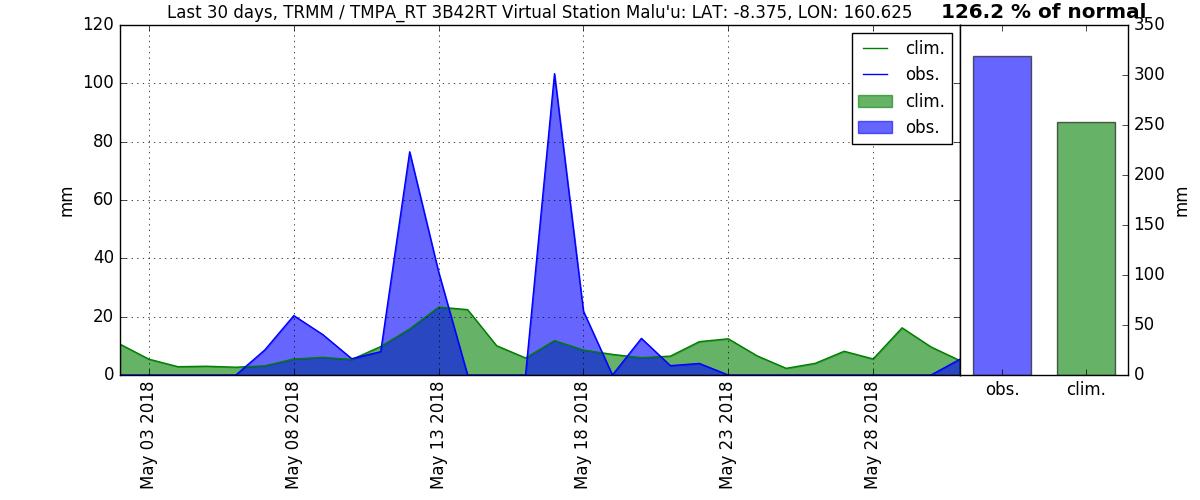 Last 30 days, TRMM / TMPA_RT 3B42RT Virtual Station Malu'u: LAT: -8.375, LON: 160.625
126.2 % of normal
120
100
80
60
40
20
0
mm
clim.
obs.
clim.
obs.
350
300
250
200
150
100
50
0
mm
May 03 2018
May 08 2018
May 13 2018
May 18 2018
May 23 2018
May 28 2018
obs.
clim.